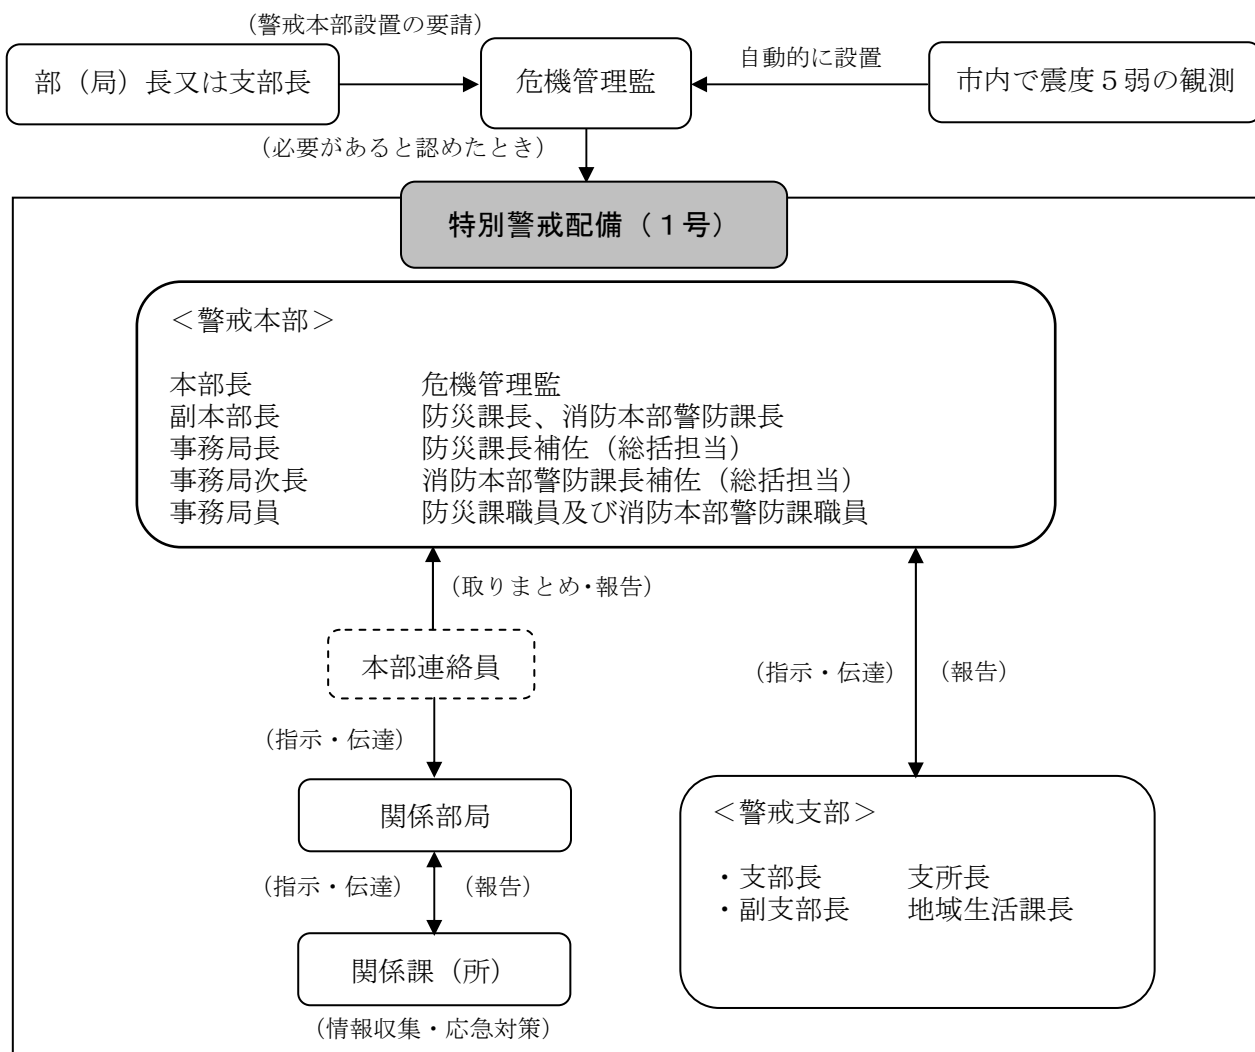 （警戒本部設置の要請）
部（局）長又は支部長
危機管理監
自動的に設置
市内で震度５弱の観測
（必要があると認めたとき）
特別警戒配備（１号）
＜警戒本部＞
本部長 危機管理監
副本部長 防災課長、消防本部警防課長
事務局長 防災課長補佐（総括担当）
事務局次長 消防本部警防課長補佐（総括担当）
事務局員 防災課職員及び消防本部警防課職員
（取りまとめ・報告）
本部連絡員
（指示・伝達）
（指示・伝達） （報告）
関係部局
（指示・伝達） （報告）
関係課（所）
（情報収集・応急対策）
＜警戒支部＞
・支部長 支所長
・副支部長 地域生活課長